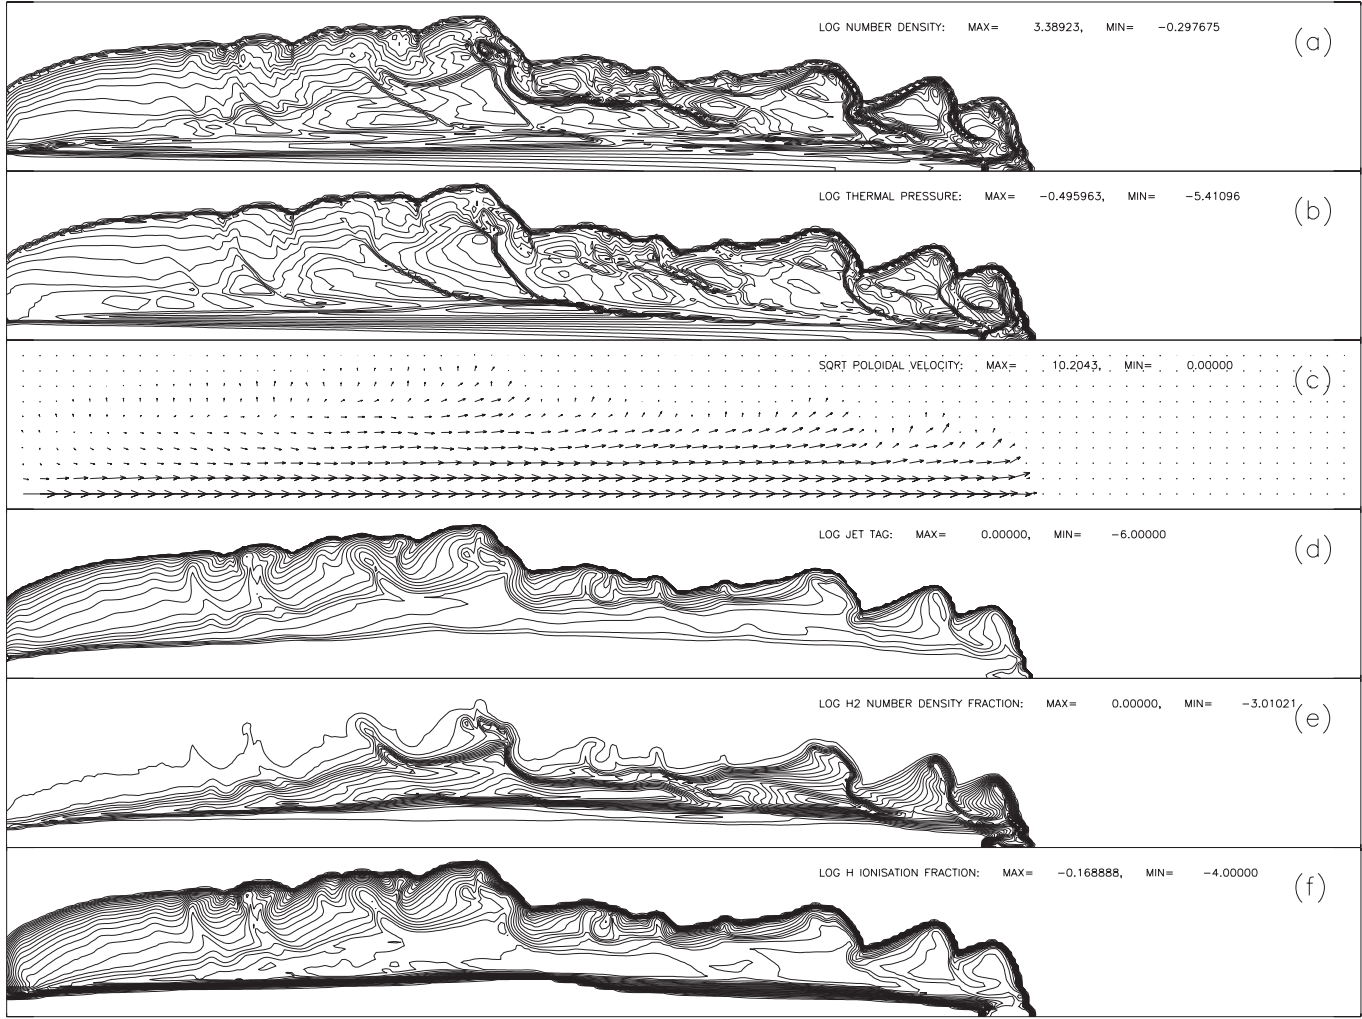 LOG NUMBER DENSITY: MAX= 3.38923, MIN= -0.297675 (a)
LOG THERMAL PRESSURE: MAX= -0.495963, MIN= -5.41096 (b)
SQRT POLOIDAL VELOCITY: MAX= 10.2043, MIN= 0.00000 (c)
LOG JET TAG: MAX= 0.00000, MIN= -6.00000 (d)
LOG H2 NUMBER DENSITY FRACTION: MAX= 0.00000, MIN= -3.01021 (e)
LOG H IONISATION FRACTION: MAX= -0.168888, MIN= -4.00000 (f)